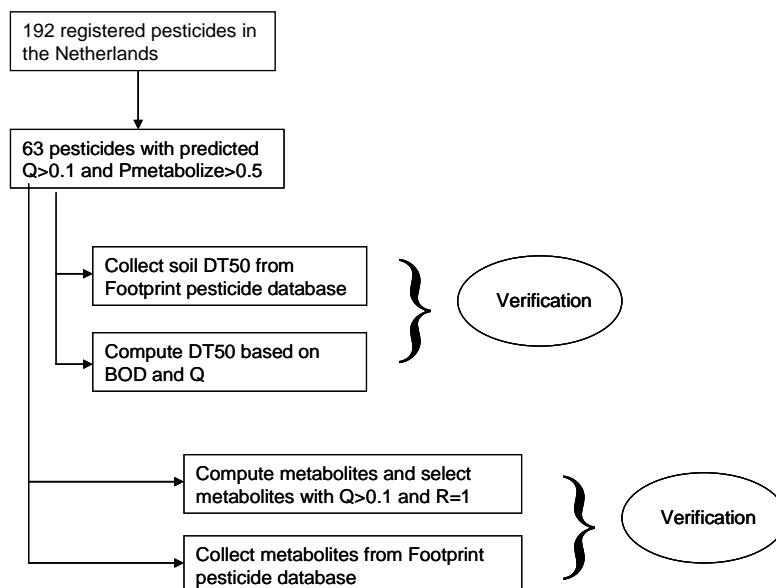 192 registered pesticides in
the Netherlands
63 pesticides with predicted
Q>0.1 and Pmetabolize>0.5
Collect soil DT50 from
Footprint pesticide database
Verification
Compute DT50 based on
BOD and Q
Compute metabolites and select
metabolites with Q>0.1 and R=1
Verification
Collect metabolites from Footprint
pesticide database